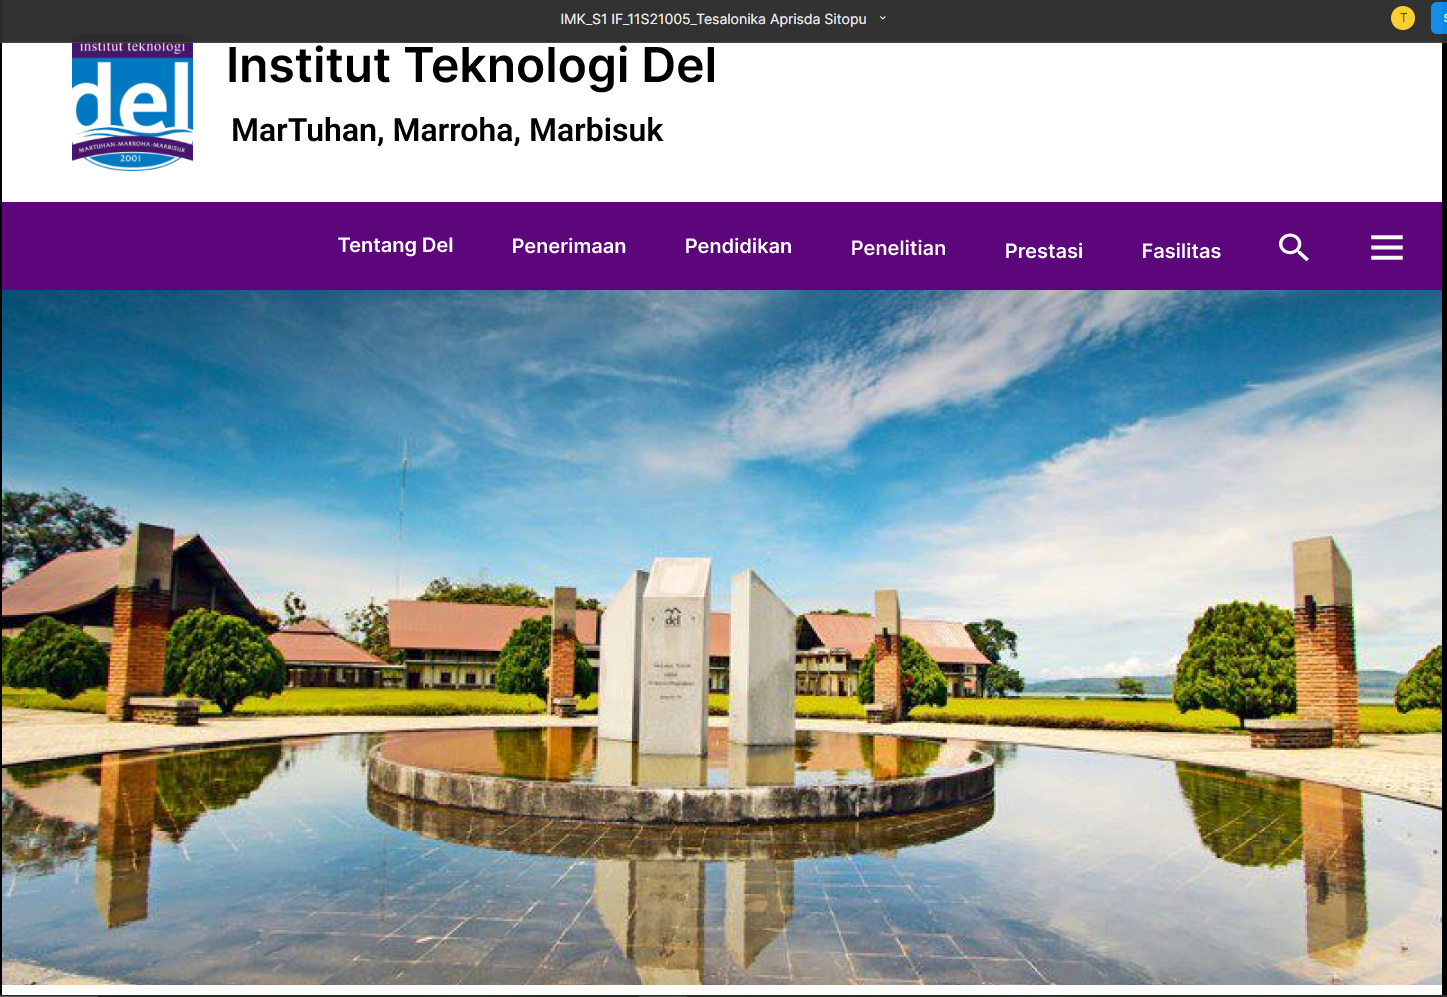 IMK_S1 IF_11S21005_Tesalonika Aprisda Sitopu
T
institut teknologi
del
MARTUHAN-MARROHA-MARBISUK
2001
Institut Teknologi Del
MarTuhan, Marroha, Marbisuk
Tentang Del
Penerimaan
Pendidikan
Penelitian
Prestasi
Fasilitas
del